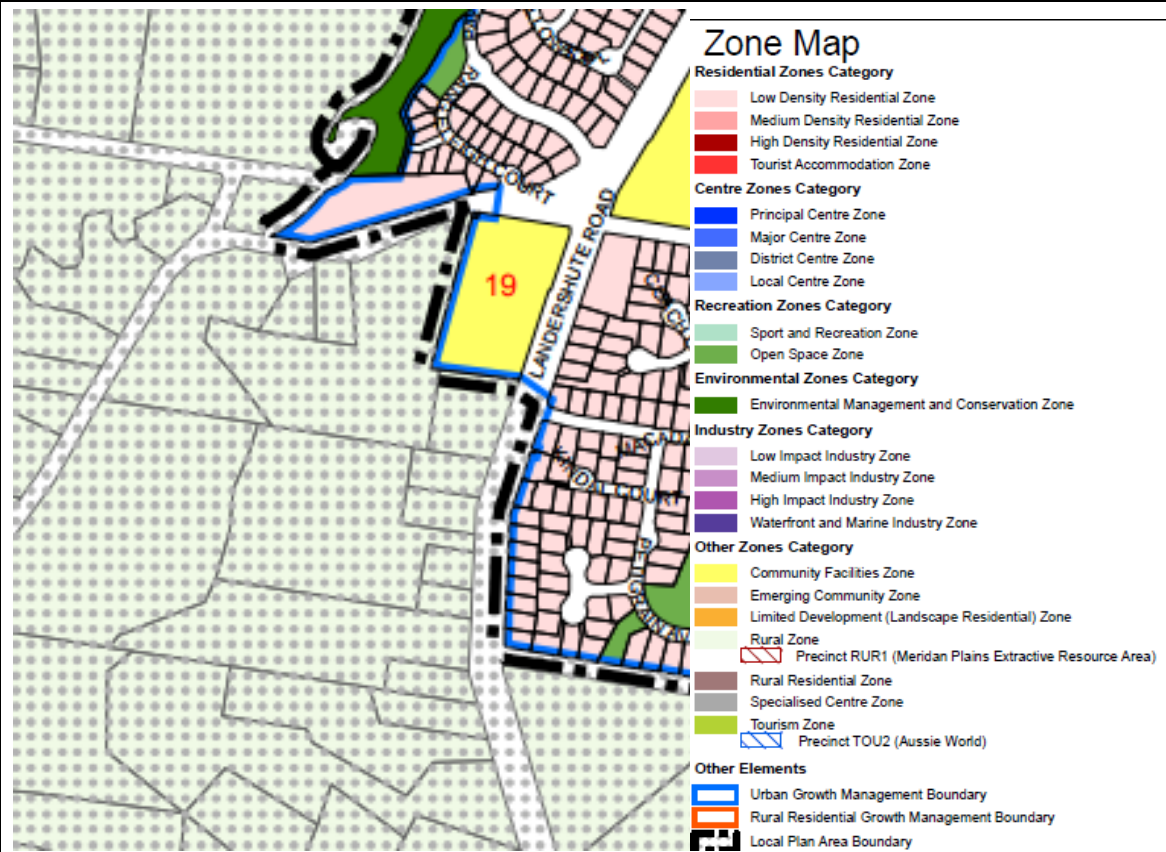 COURT
LANDERSHUTE ROAD
19
COURT
Zone Map
Residential Zones Category
Low Density Residential Zone
Medium Density Residential Zone
High Density Residential Zone
Tourist Accommodation Zone
Centre Zones Category
Principal Centre Zone
Major Centre Zone
District Centre Zone
Local Centre Zone
Recreation Zones Category
Sport and Recreation Zone
Open Space Zone
Environmental Zones Category
Environmental Management and Conservation Zone
Industry Zones Category
Low Impact Industry Zone
Medium Impact Industry Zone
High Impact Industry Zone
Waterfront and Marine Industry Zone
Other Zones Category
Community Facilities Zone
Emerging Community Zone
Limited Development (Landscape Residential) Zone
Rural Zone
Precinct RUR1 (Meridan Plains Extractive Resource Area)
Rural Residential Zone
Specialised Centre Zone
Tourism Zone
Precinct TOU2 (Aussie World)
Other Elements
Urban Growth Management Boundary
Rural Residential Growth Management Boundary
Local Plan Area Boundary